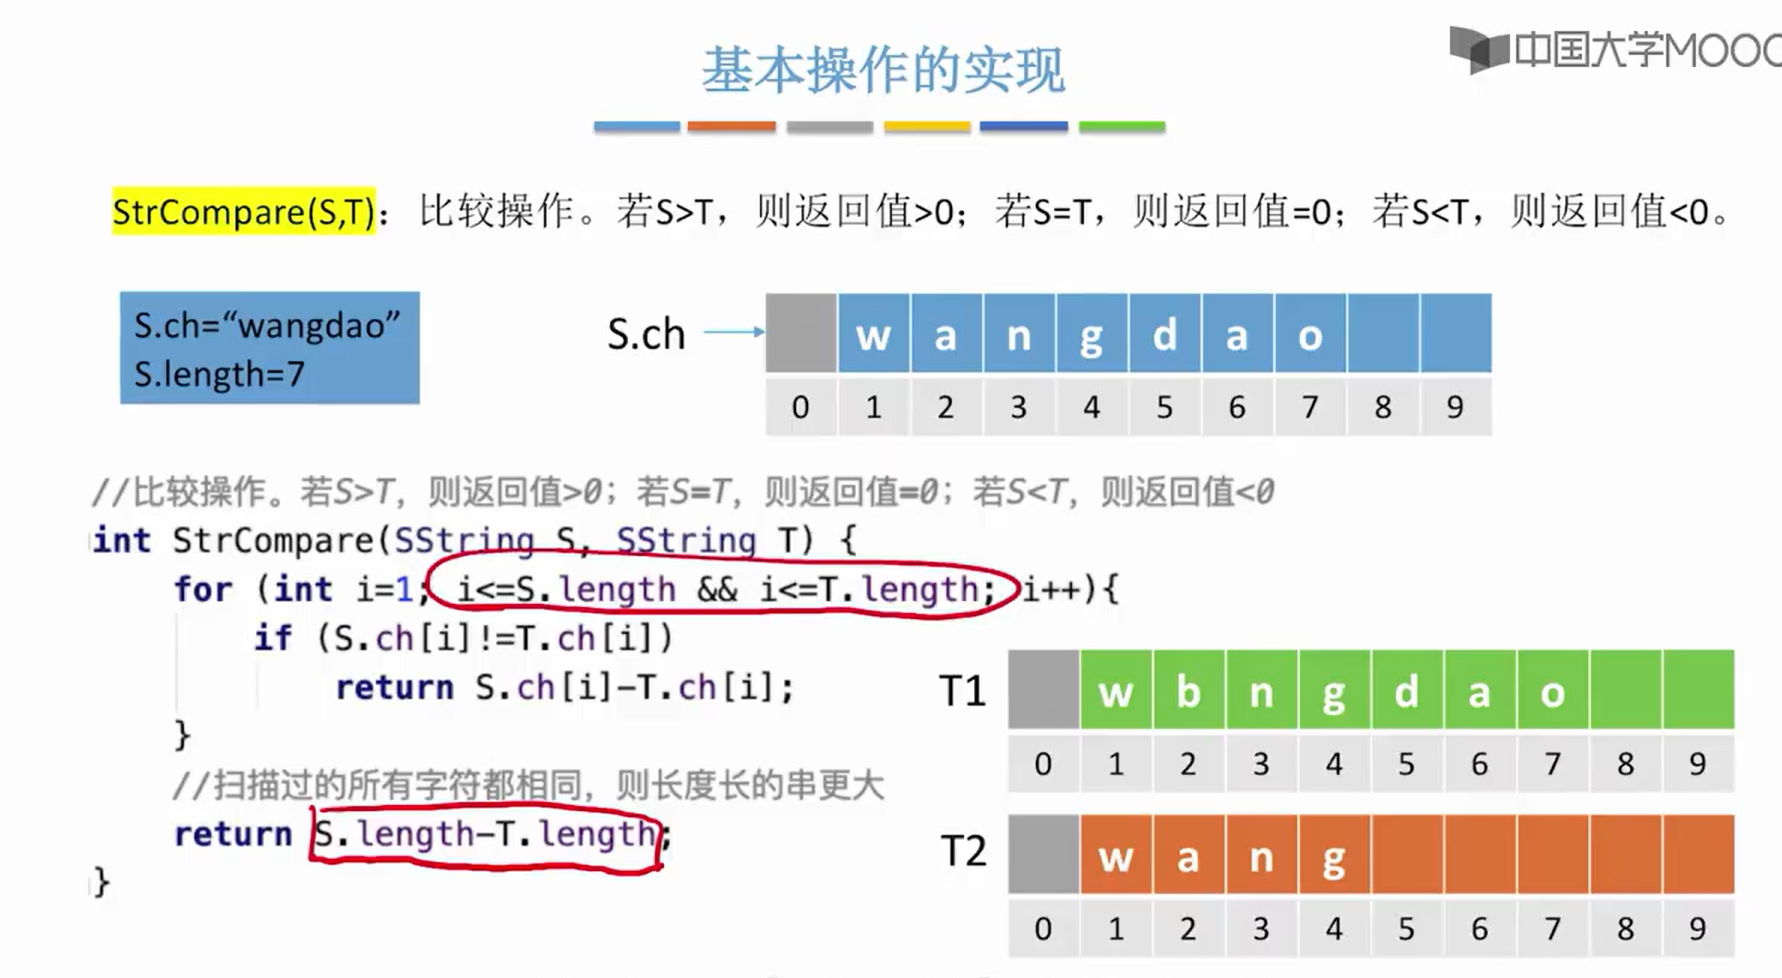 中国大学MOOC
基本操作的实现
StrCompare(S,T)：比较操作。若S>T，则返回值>0；若S=T，则返回值=0；若S<T，则返回值<0。
S.ch=“wangdao”
S.length=7
S.ch
w a n g d a o
0 1 2 3 4 5 6 7 8 9
//比较操作。若S>T，则返回值>0；若S=T，则返回值=0；若S<T，则返回值<0
int StrCompare(SString S, SString T) {
for (int i=1; i<=S.length && i<=T.length; i++){
if (S.ch[i]!=T.ch[i])
return S.ch[i]-T.ch[i];
}
//扫描过的所有字符都相同，则长度长的串更大
return S.length-T.length;
}
T1
w b n g d a o
0 1 2 3 4 5 6 7 8 9
T2
w a n g
0 1 2 3 4 5 6 7 8 9